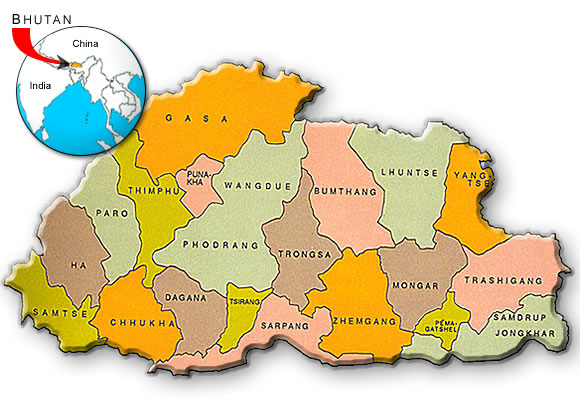 BHUTAN
China
India
GASA
PUNA-
KHA
THIMPHU
WANGDUE
PHODRANG
BUMTHANG
LHUNTSE
YANG
TSE
PARO
HA
TRONGSA
MONGAR
TRASHIGANG
SAMTSE
CHHUKHA
DAGANA
TSIRANG
SARPANG
ZHEMGANG
PEMA-
GATSHEL
SAMDRUP
JONGKHAR